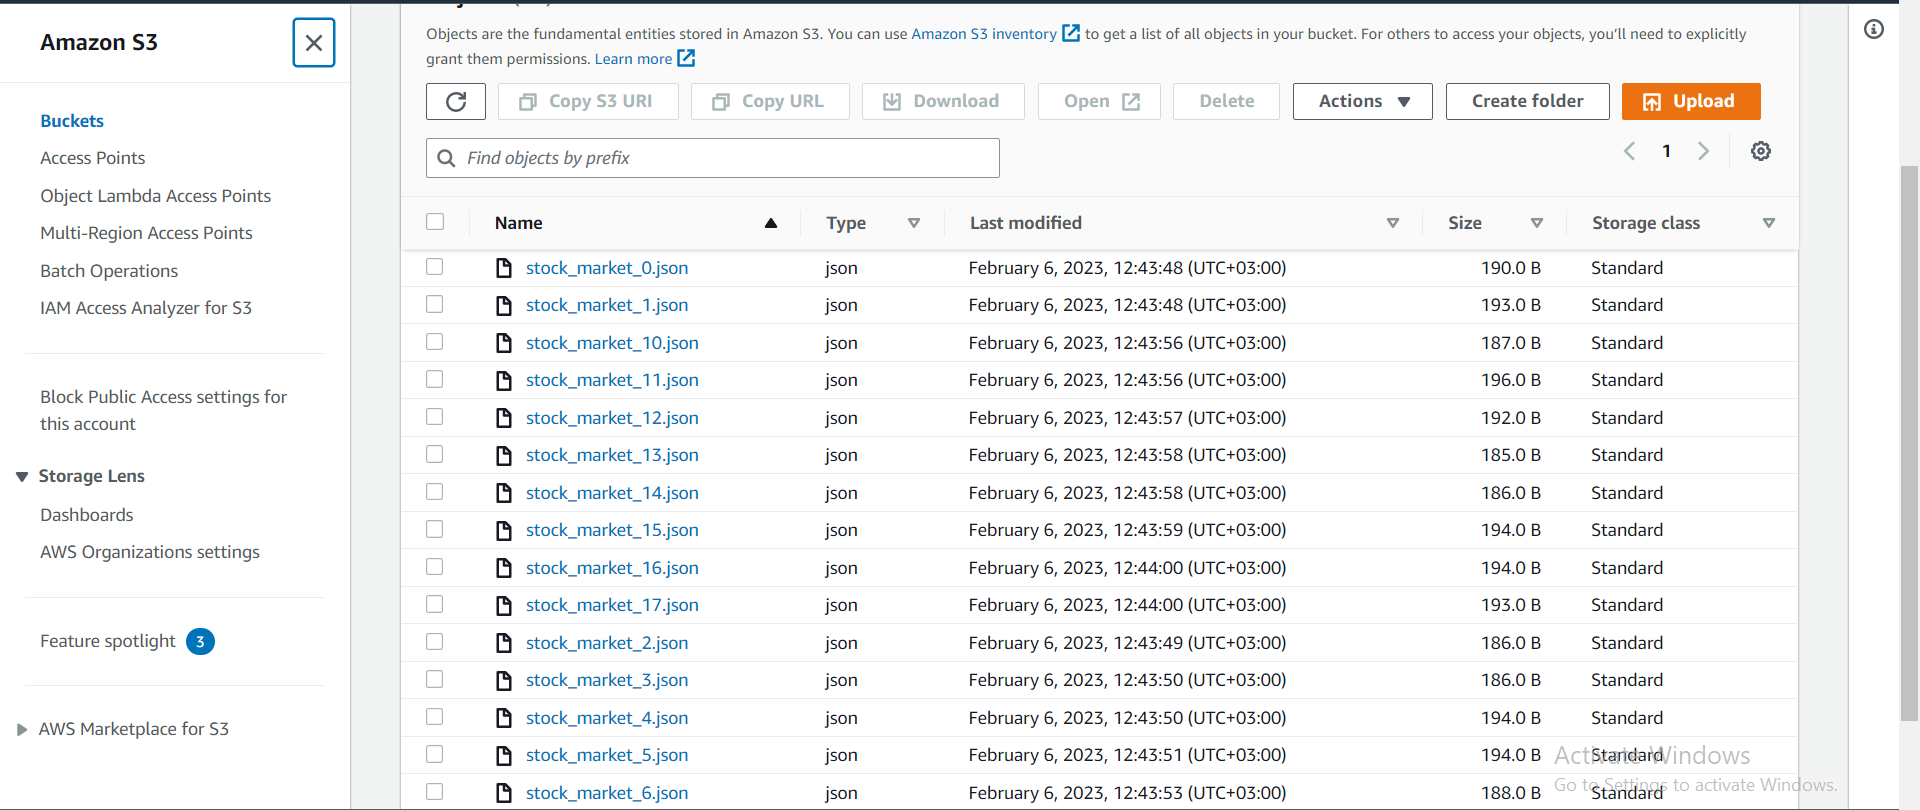 Amazon S3
Buckets
Access Points
Object Lambda Access Points
Multi-Region Access Points
Batch Operations
IAM Access Analyzer for S3
Block Public Access settings for
this account
Storage Lens
Dashboards
AWS Organizations settings
Feature spotlight 3
AWS Marketplace for S3
Objects are the fundamental entities stored in Amazon S3. You can use Amazon S3 inventory to get a list of all objects in your bucket. For others to access your objects, you'll need to explicitly
grant them permissions. Learn more
Copy S3 URI Copy URL Download Open Delete Actions Create folder Upload
Find objects by prefix 1
Name Type Last modified Size Storage class
stock_market_0.json json February 6, 2023, 12:43:48 (UTC+03:00) 190.0 B Standard
stock_market_1.json json February 6, 2023, 12:43:48 (UTC+03:00) 193.0 B Standard
stock_market_10.json json February 6, 2023, 12:43:56 (UTC+03:00) 187.0 B Standard
stock_market_11.json json February 6, 2023, 12:43:56 (UTC+03:00) 196.0 B Standard
stock_market_12.json json February 6, 2023, 12:43:57 (UTC+03:00) 192.0 B Standard
stock_market_13.json json February 6, 2023, 12:43:58 (UTC+03:00) 185.0 B Standard
stock_market_14.json json February 6, 2023, 12:43:58 (UTC+03:00) 186.0 B Standard
stock_market_15.json json February 6, 2023, 12:43:59 (UTC+03:00) 194.0 B Standard
stock_market_16.json json February 6, 2023, 12:44:00 (UTC+03:00) 194.0 B Standard
stock_market_17.json json February 6, 2023, 12:44:00 (UTC+03:00) 193.0 B Standard
stock_market_2.json json February 6, 2023, 12:43:49 (UTC+03:00) 186.0 B Standard
stock_market_3.json json February 6, 2023, 12:43:50 (UTC+03:00) 186.0 B Standard
stock_market_4.json json February 6, 2023, 12:43:50 (UTC+03:00) 194.0 B Standard
stock_market_5.json json February 6, 2023, 12:43:51 (UTC+03:00) 194.0 B Standard
stock_market_6.json json February 6, 2023, 12:43:53 (UTC+03:00) 188.0 B Standard
Activate Windows
Go to Settings to activate Windows.